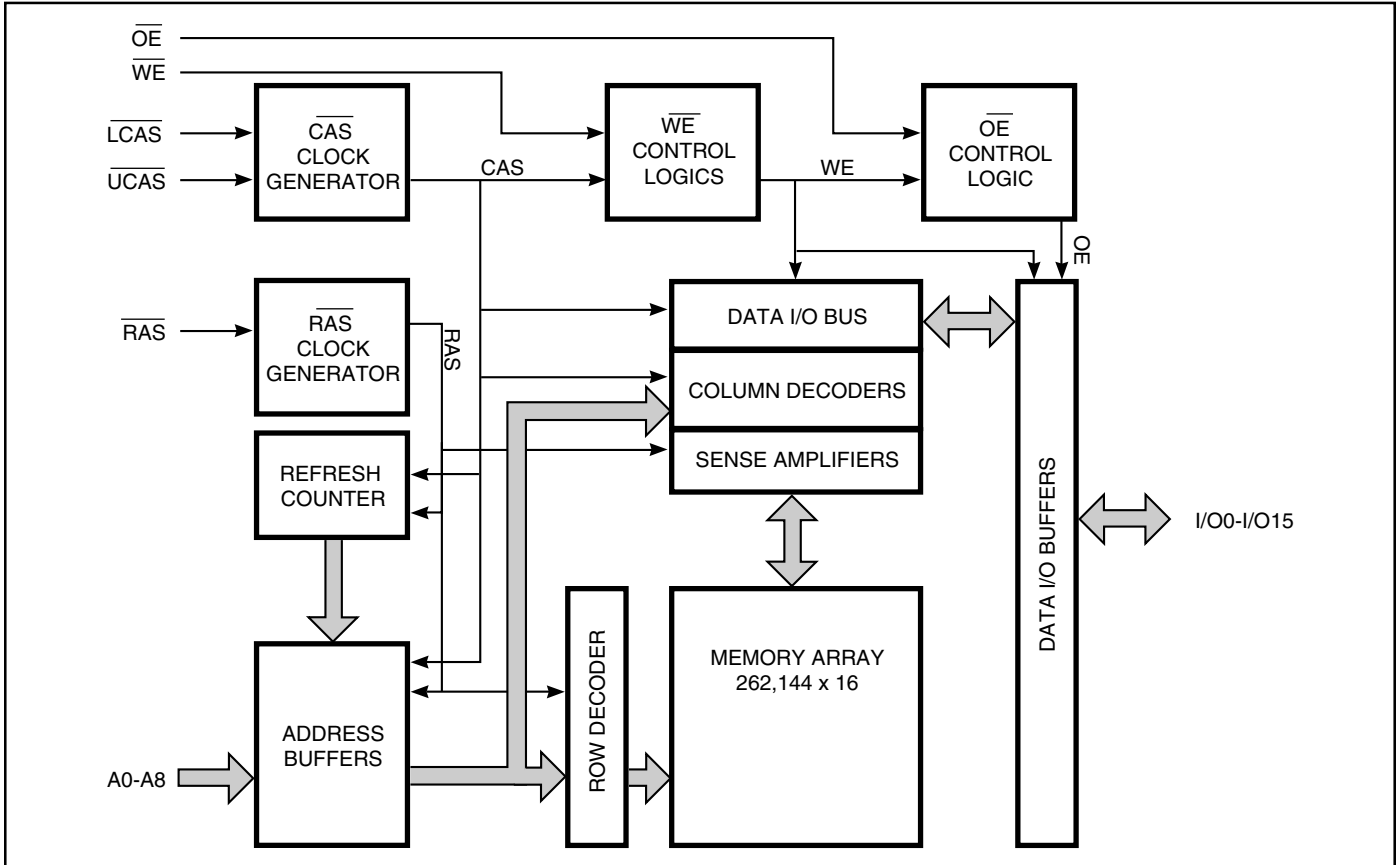 OE
WE
LCAS
UCAS
CAS
CLOCK
GENERATOR
CAS
WE
CONTROL
LOGICS
WE
OE
CONTROL
LOGIC
OE
RAS
RAS
CLOCK
GENERATOR
RAS
DATA I/O BUS
COLUMN DECODERS
SENSE AMPLIFIERS
REFRESH
COUNTER
DATA I/O BUFFERS
I/O0-I/O15
ADDRESS
BUFFERS
A0-A8
ROW DECODER
MEMORY ARRAY
262,144 x 16